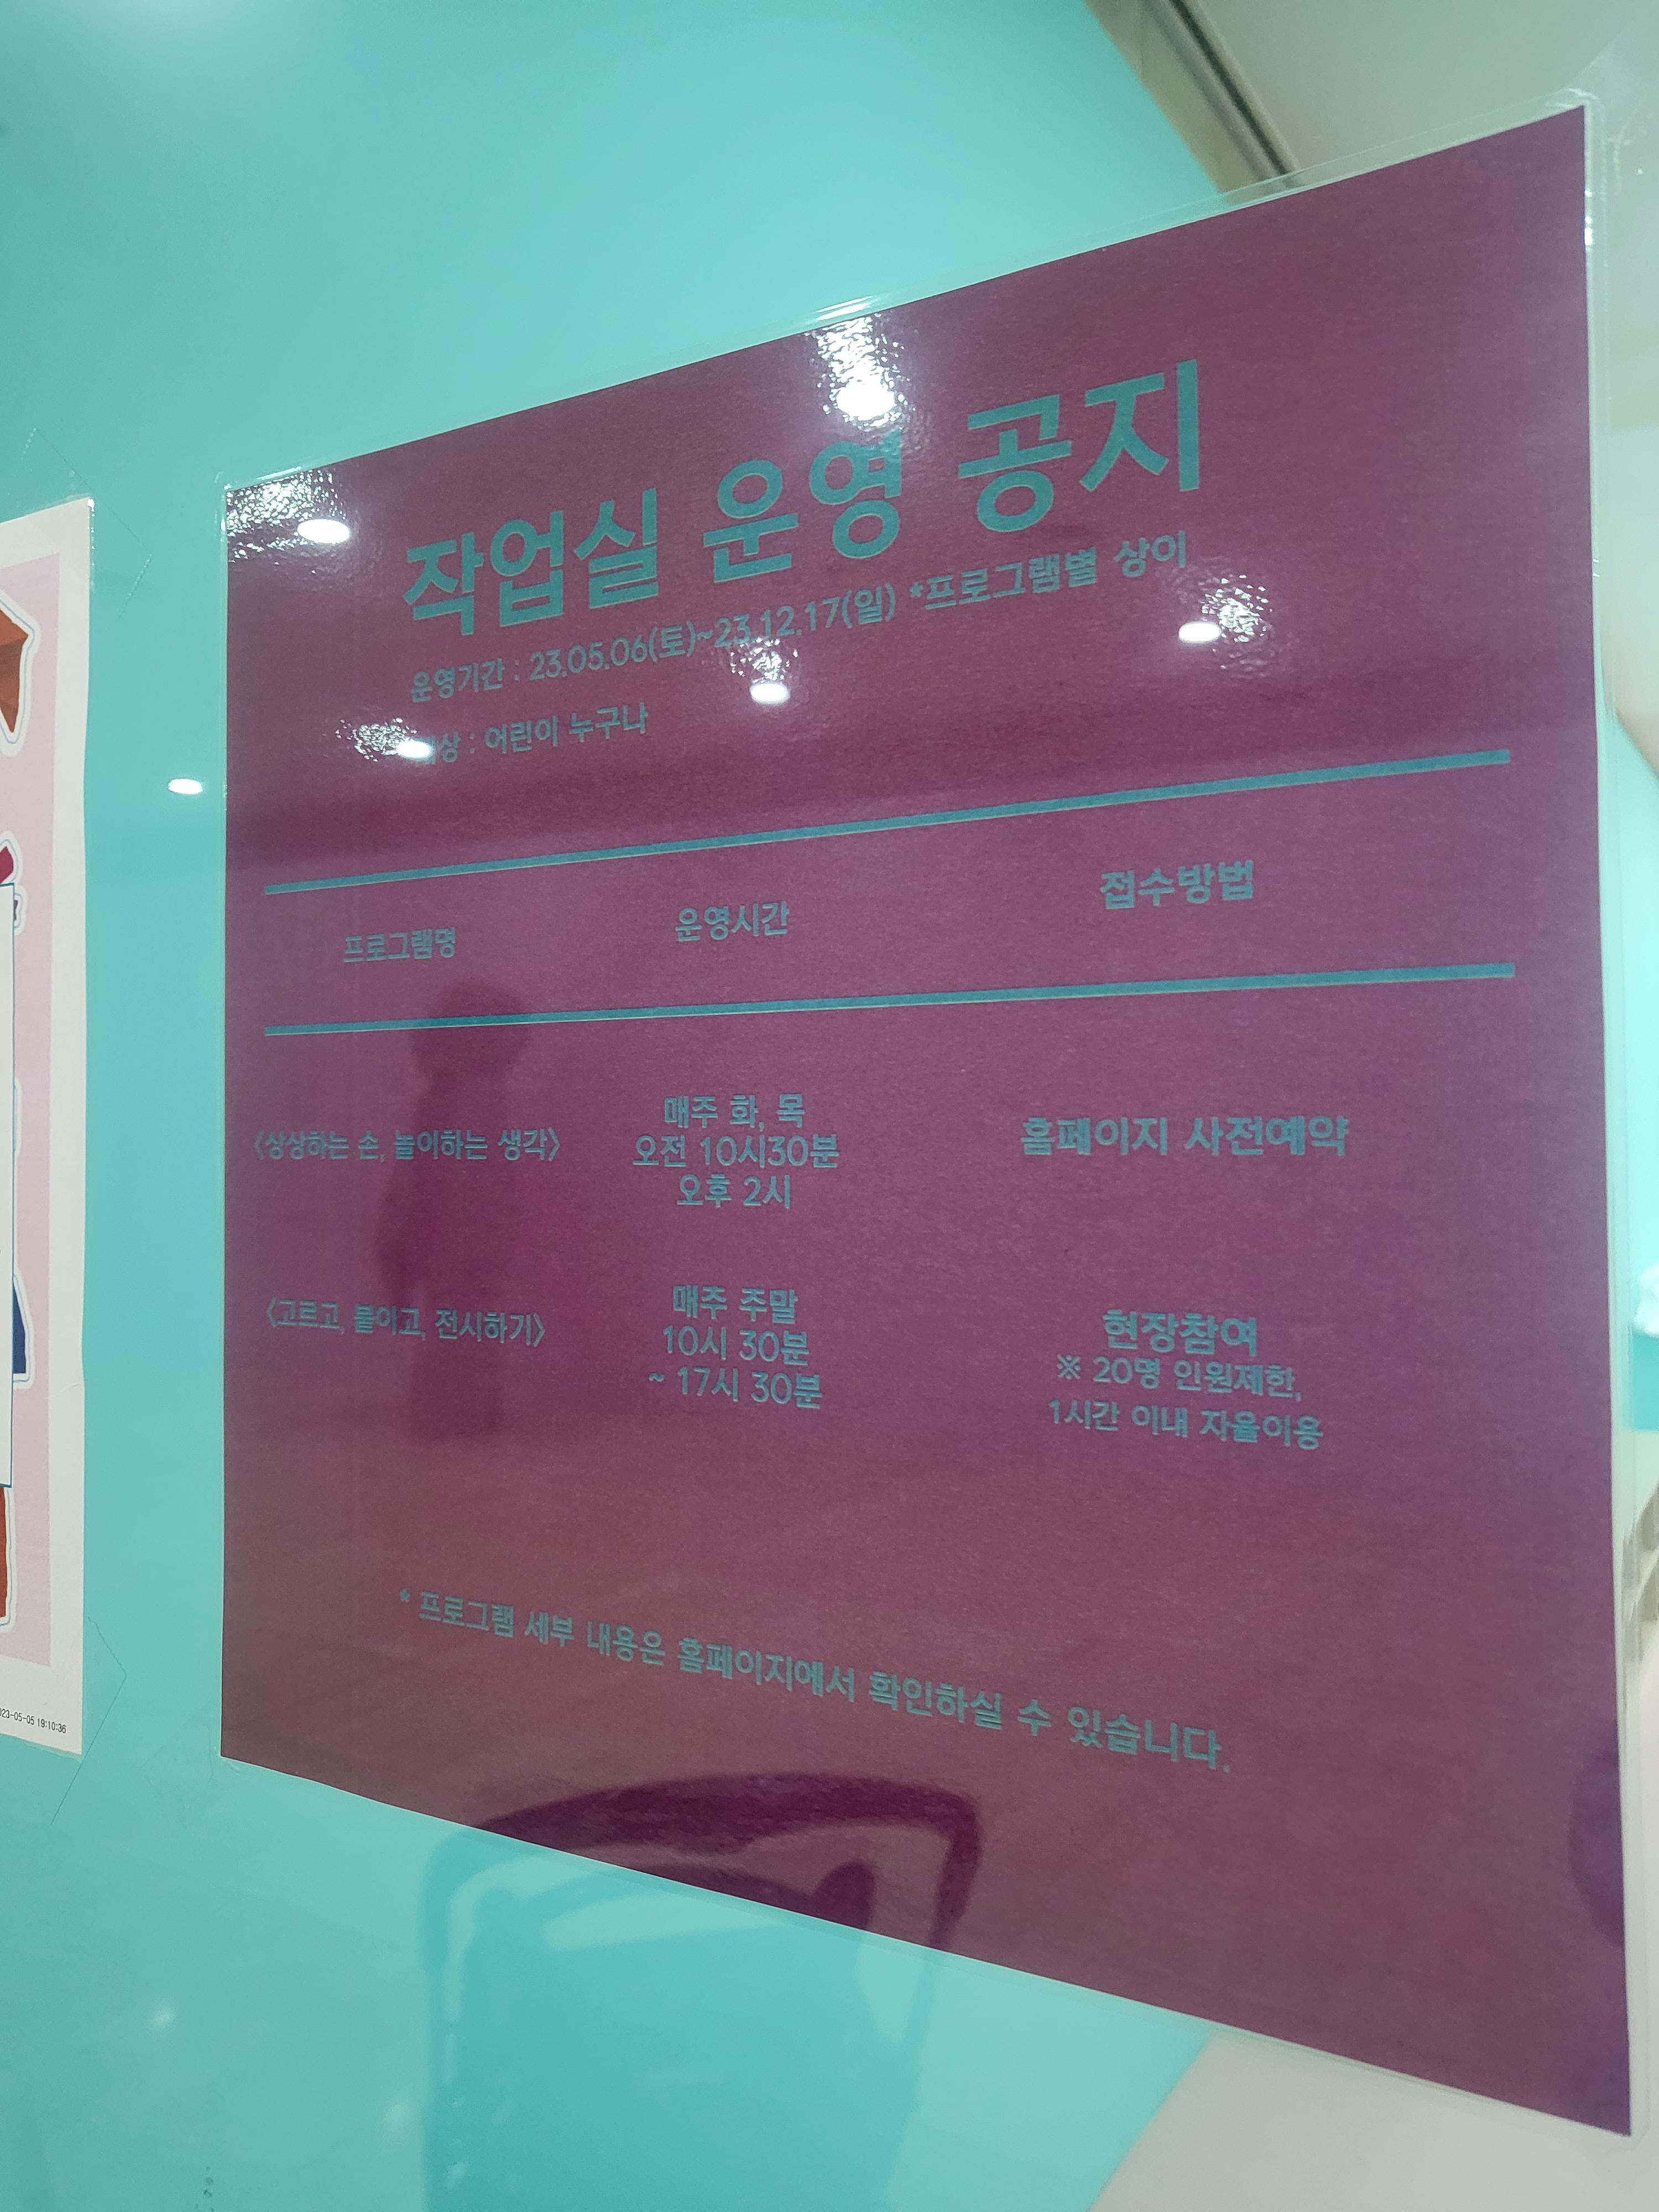 작업실 운영 공지
운영기간 : 23.05.06(토)~23.12.17(일) *프로그램별 상이
대상 : 어린이 누구나
프로그램명 운영시간 접수방법
<상상하는 손, 놀이하는 생각>
매주 화, 목
오전 10시30분
오후 2시
홈페이지 사전예약
<고르고, 붙이고, 전시하기>
매주 주말
10시 30분
~ 17시 30분
현장참여
※ 20명 인원제한,
1시간 이내 자율이용
* 프로그램 세부 내용은 홈페이지에서 확인하실 수 있습니다.
23-05-05 19:10:36